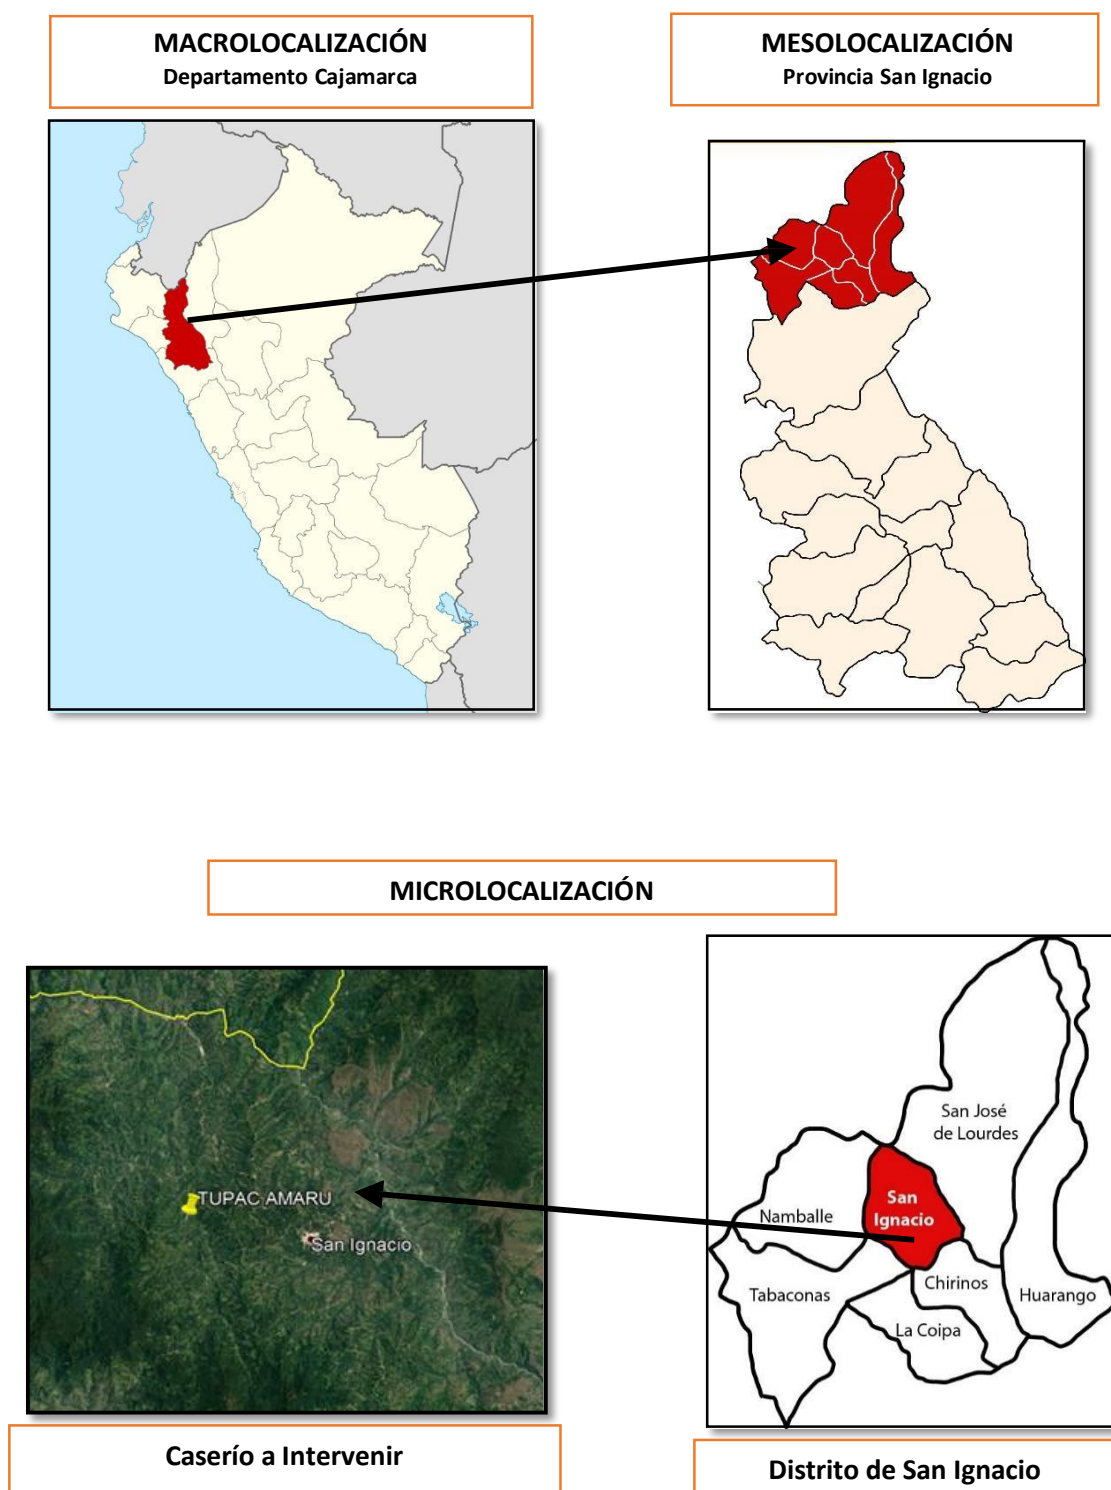 MACROLOCALIZACIÓN
Departamento Cajamarca
MESOLOCALIZACIÓN
Provincia San Ignacio
MICROLOCALIZACIÓN
TUPAC AMARU
San Ignacio
San José
de Lourdes
San
Ignacio
Namballe
Tabaconas
Chirinos
Huarango
La Coipa
Caserío a Intervenir
Distrito de San Ignacio